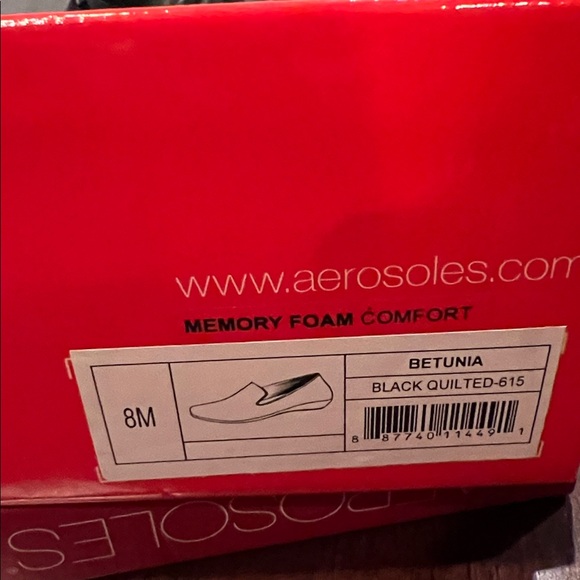 www.aerosoles.com
MEMORY FOAM COMFORT
8M
BETUNIA
BLACK QUILTED-615
8 87740 11449 1
ROSOLES